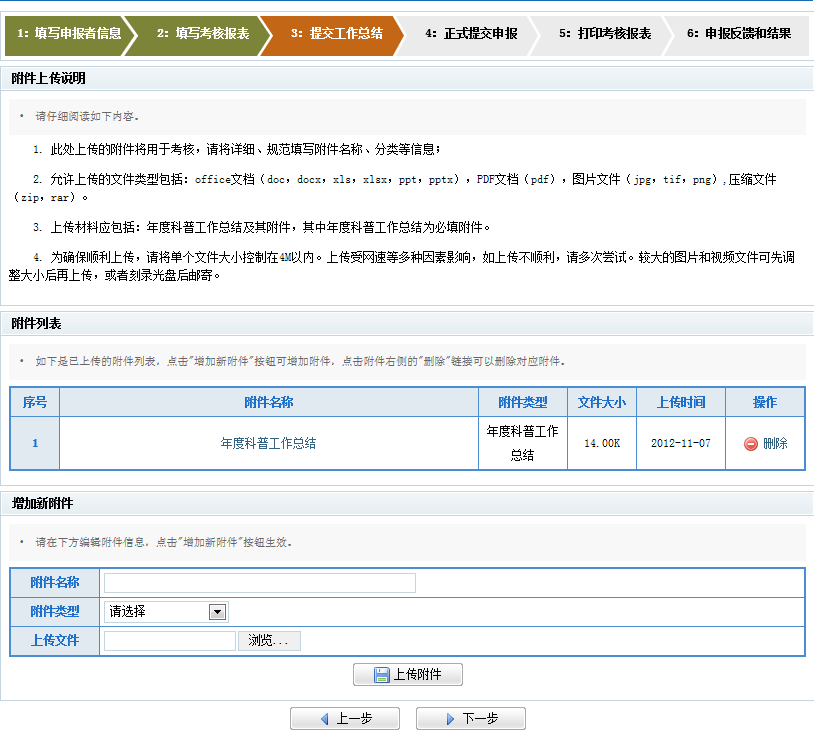 1: 填写申报者信息
2: 填写考核报表
3: 提交工作总结
4: 正式提交申报
5: 打印考核报表
6: 申报反馈和结果
附件上传说明
• 请仔细阅读如下内容。
1. 此处上传的附件将用于考核，请将详细、规范填写附件名称、分类等信息；
2. 允许上传的文件类型包括：office文档（doc，docx，xls，xlsx，ppt，pptx），PDF文档（pdf），图片文件（jpg，tif，png）,压缩文件
（zip，rar）。
3. 上传材料应包括：年度科普工作总结及其附件，其中年度科普工作总结为必填附件。
4. 为确保顺利上传，请将单个文件大小控制在4M以内。上传受网速等多种因素影响，如上传不顺利，请多次尝试。较大的图片和视频文件可先调
整大小后再上传，或者刻录光盘后邮寄。
附件列表
• 如下是已上传的附件列表，点击"增加新附件"按钮可增加附件，点击附件右侧的"删除"链接可以删除对应附件。
序号 附件名称 附件类型 文件大小 上传时间 操作
1 年度科普工作总结 年度科普工作 14.00K 2012-11-07 删除
总结
增加新附件
• 请在下方编辑附件信息，点击"增加新附件"按钮生效。
附件名称
附件类型 请选择
上传文件 浏览...
上传附件
上一步 下一步